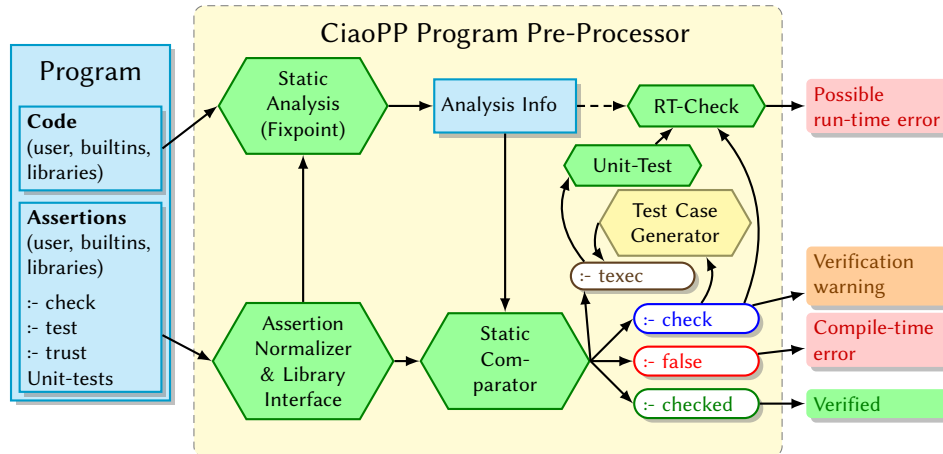 CiaoPP Program Pre-Processor
Program
Code
(user, builtins,
libraries)
Assertions
(user, builtins,
libraries)
:- check
:- test
:- trust
Unit-tests
Static
Analysis
(Fixpoint)
Assertion
Normalizer
& Library
Interface
Analysis Info
Static
Com-
parator
RT-Check
Unit-Test
Test Case
Generator
:- texec
:- check
:- false
:- checked
Possible
run-time error
Verification
warning
Compile-time
error
Verified